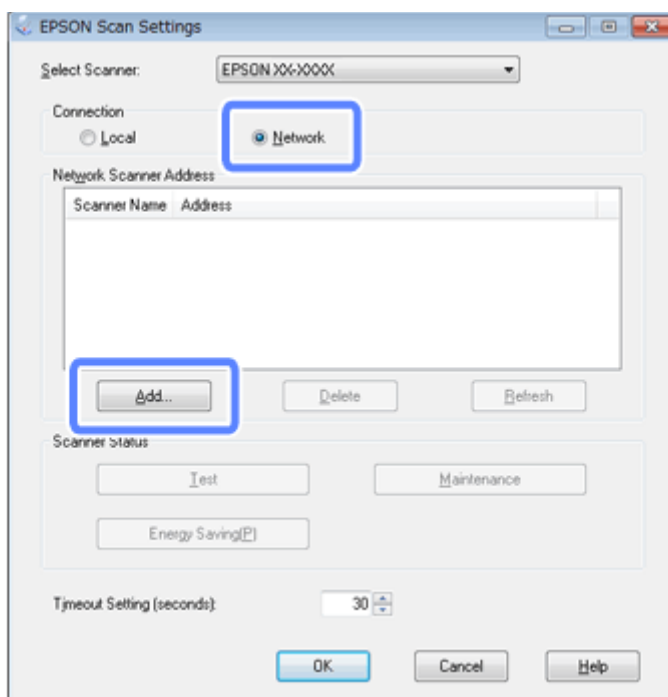 EPSON Scan Settings
Select Scanner: EPSON XX-XXXX
Connection
Local Network
Network Scanner Address
Scanner Name Address
Add... Delete Refresh
Scanner Status
Test Maintenance
Energy Saving(P)
Timeout Setting (seconds): 30
OK Cancel Help